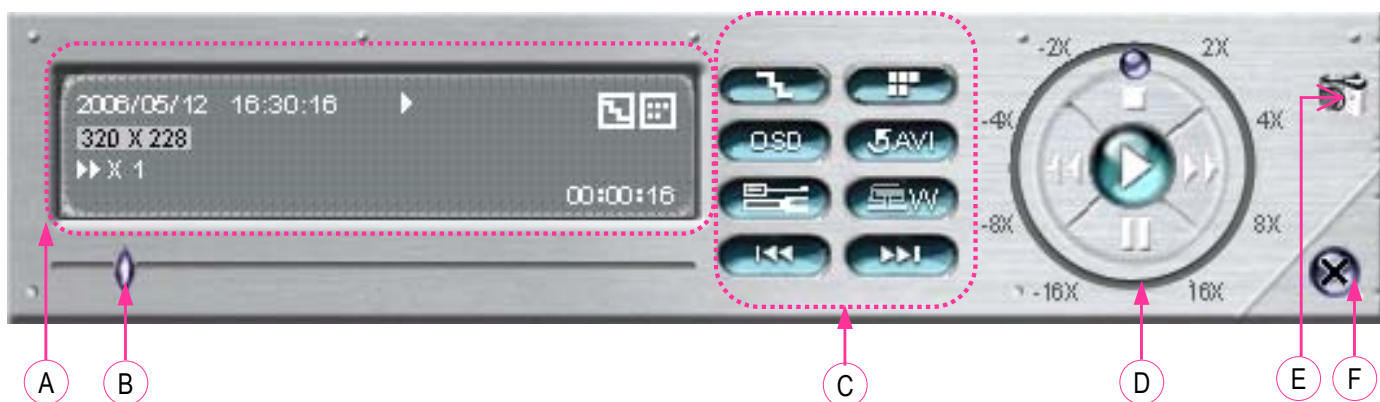 2006/05/12 16:30:16
320 X 228
X 1
00:00:16
OSD
AVI
W
-2X
2X
-4X
4X
-8X
8X
-16X
16X
A
B
C
D
E
F